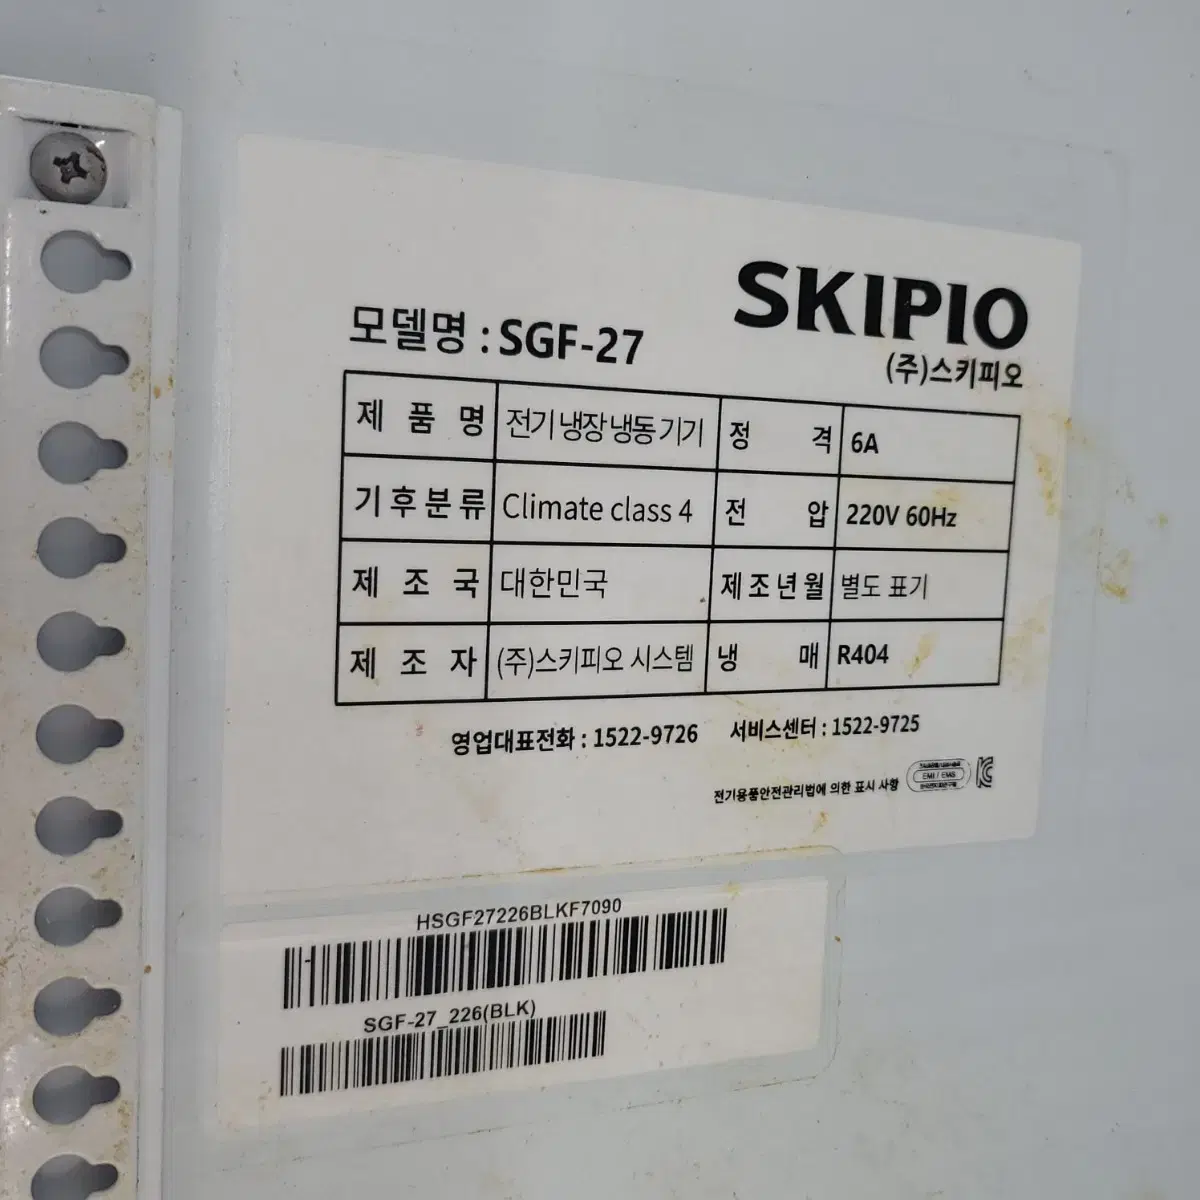 SKIPIO
(주)스키피오
모델명 : SGF-27
제 품 명 전기 냉장 냉동 기기 정 격 6A
기 후 분 류 Climate class 4 전 압 220V 60Hz
제 조 국 대한민국 제 조 년 월 별도 표기
제 조 자 (주)스키피오 시스템 냉 매 R404
영업대표전화 : 1522-9726 서비스센터 : 1522-9725
전기용품안전관리법에 의한 표시 사항
EMI / EMS
HSGF27226BLKF7090
SGF-27_226(BLK)